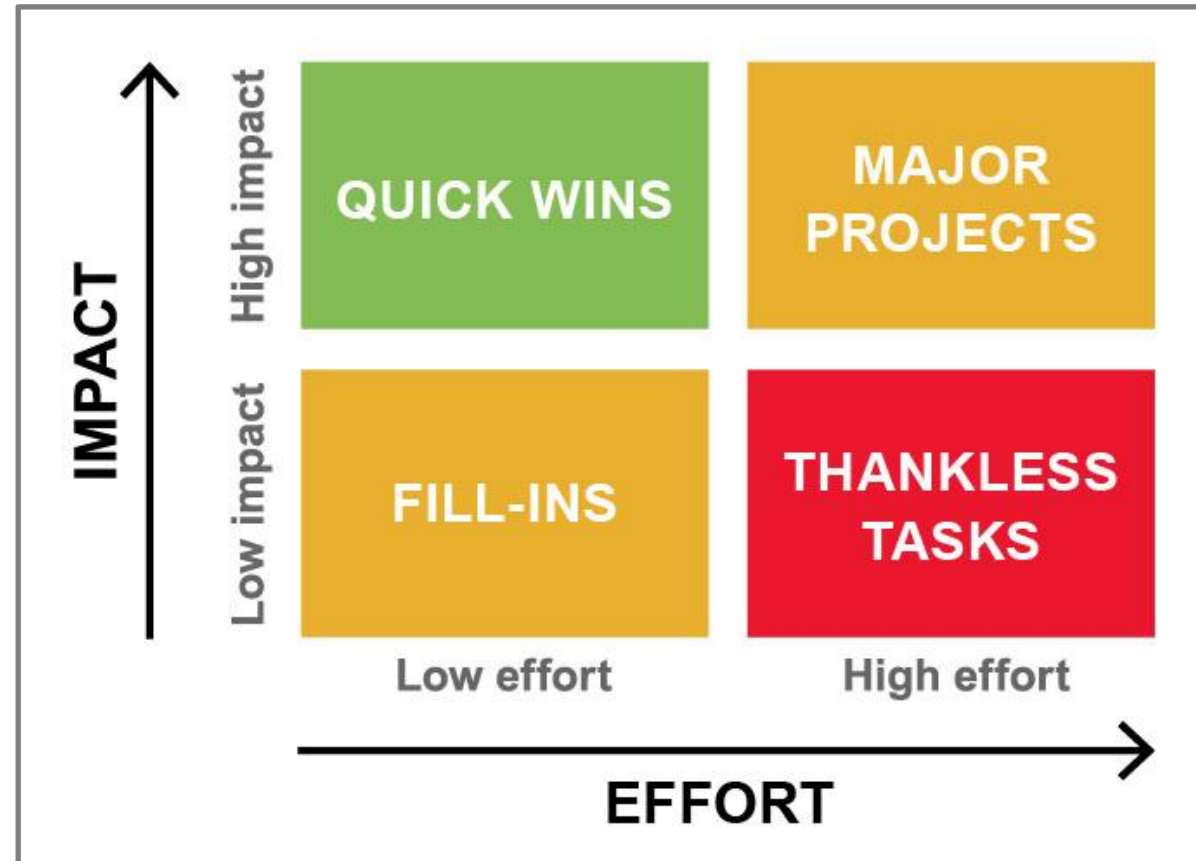 IMPACT
High impact
QUICK WINS
MAJOR
PROJECTS
Low impact
FILL-INS
THANKLESS
TASKS
Low effort
High effort
EFFORT